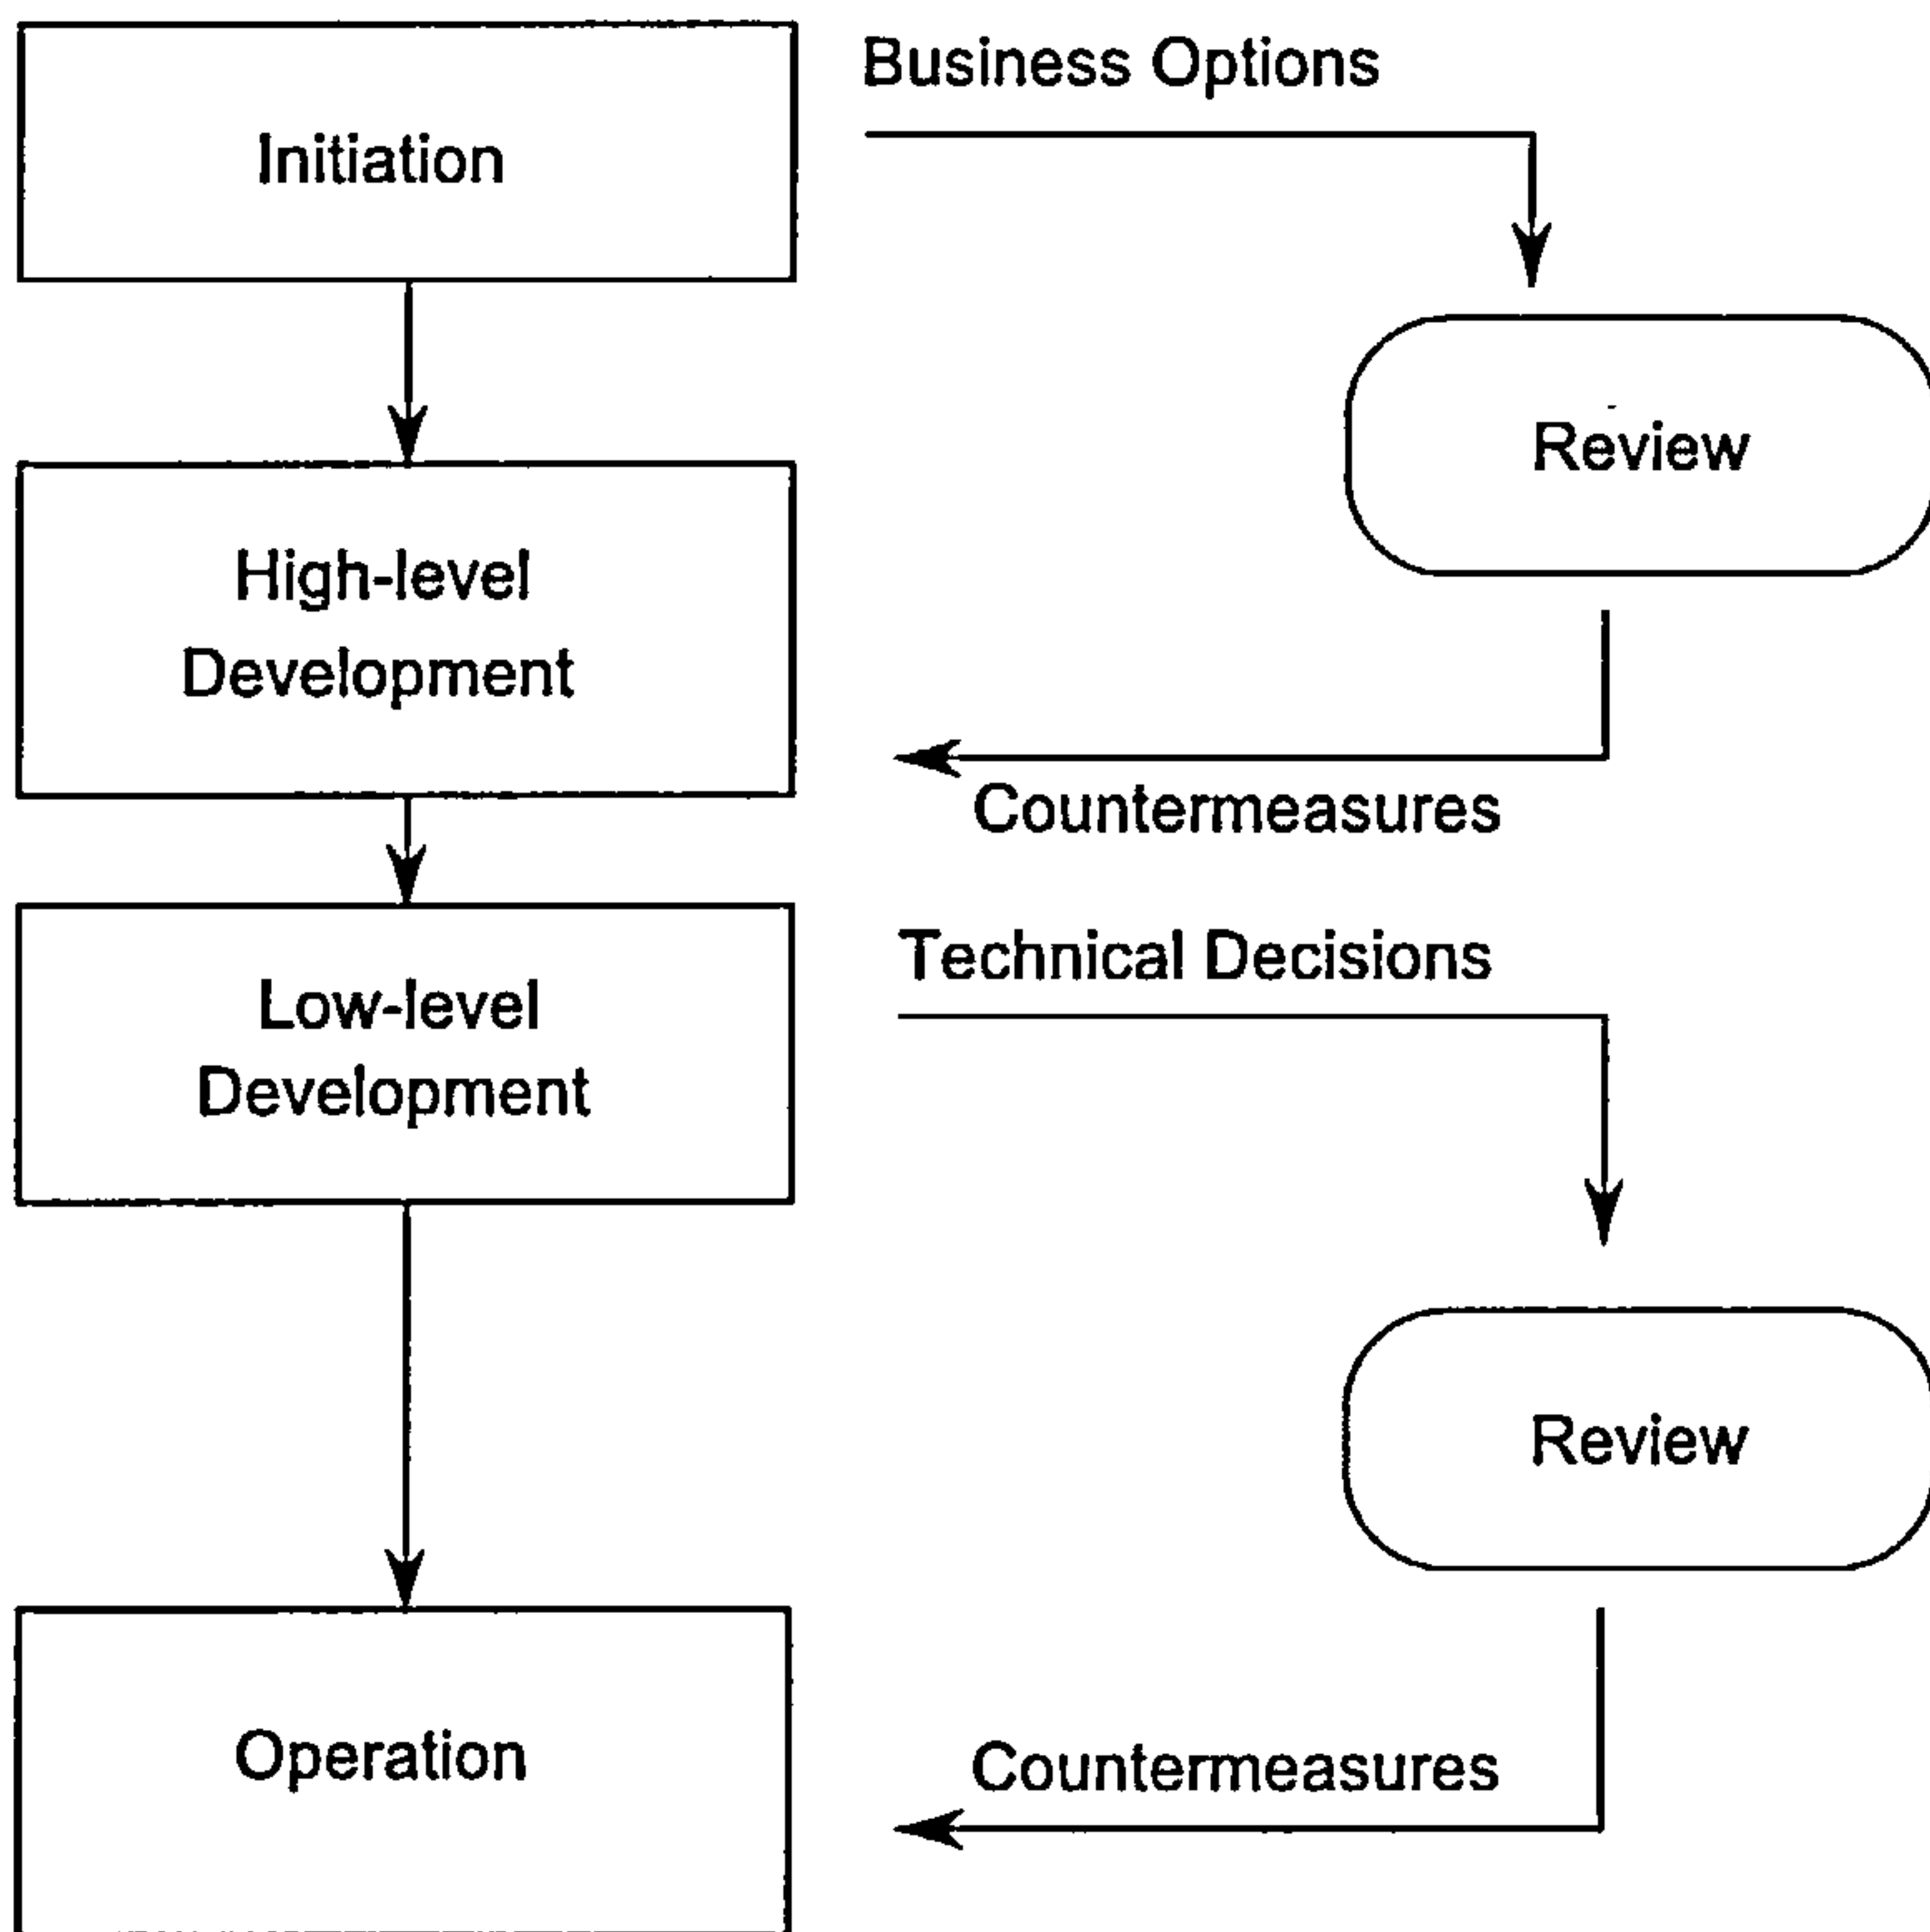 Initiation
Business Options
Review
High-level
Development
Countermeasures
Low-level
Development
Technical Decisions
Review
Operation
Countermeasures